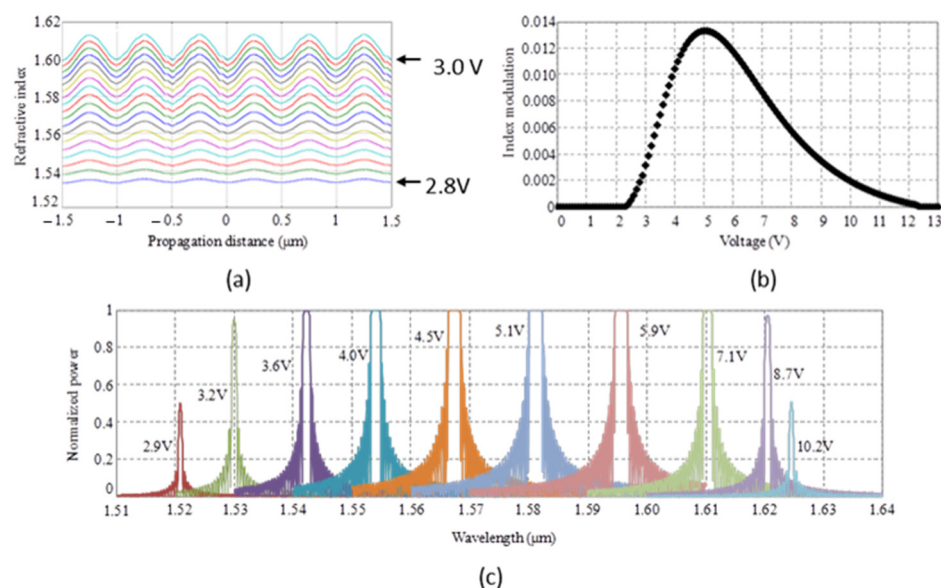 1.62
1.60
1.58
1.56
1.54
1.52
Refractive index
3.0 V
2.8V
−1.5
−1
−0.5
0
0.5
1
1.5
Propagation distance (µm)
(a)
0.014
0.012
0.010
0.008
0.006
0.004
0.002
0
Index modulation
0 1 2 3 4 5 6 7 8 9 10 11 12 13
Voltage (V)
(b)
1
0.8
0.6
0.4
0.2
0
Normalized power
2.9V
3.2V
3.6V
4.0V
4.5V
5.1V
5.9V
7.1V
8.7V
10.2V
1.51 1.52 1.53 1.54 1.55 1.56 1.57 1.58 1.59 1.60 1.61 1.62 1.63 1.64
Wavelength (µm)
(c)